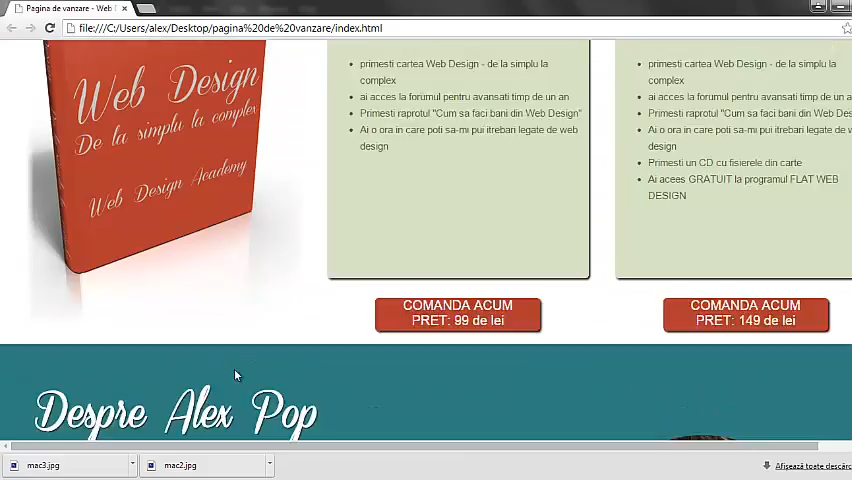 Pagina de vanzare - Web D
file:///C:/Users/alex/Desktop/pagina%20de%20vanzare/index.html
Web Design
De la simplu la complex
Web Design Academy
primesti cartea Web Design - de la simplu la
complex
ai acces la forumul pentru avansati timp de un an
Primesti raprotul "Cum sa faci bani din Web Design"
Ai o ora in care poti sa-mi pui itrebari legate de web
design
COMANDA ACUM
PRET: 99 de lei
primesti cartea Web Design - de la simplu la
complex
ai acces la forumul pentru avansati timp de un a
Primesti raprotul "Cum sa faci bani din Web Des
Ai o ora in care poti sa-mi pui itrebari legate de w
design
Primesti un CD cu fisierele din carte
Ai acees GRATUIT la programul FLAT WEB
DESIGN
COMANDA ACUM
PRET: 149 de lei
Despre Alex Pop
mac3.jpg
mac2.jpg
Afișează toate descărc